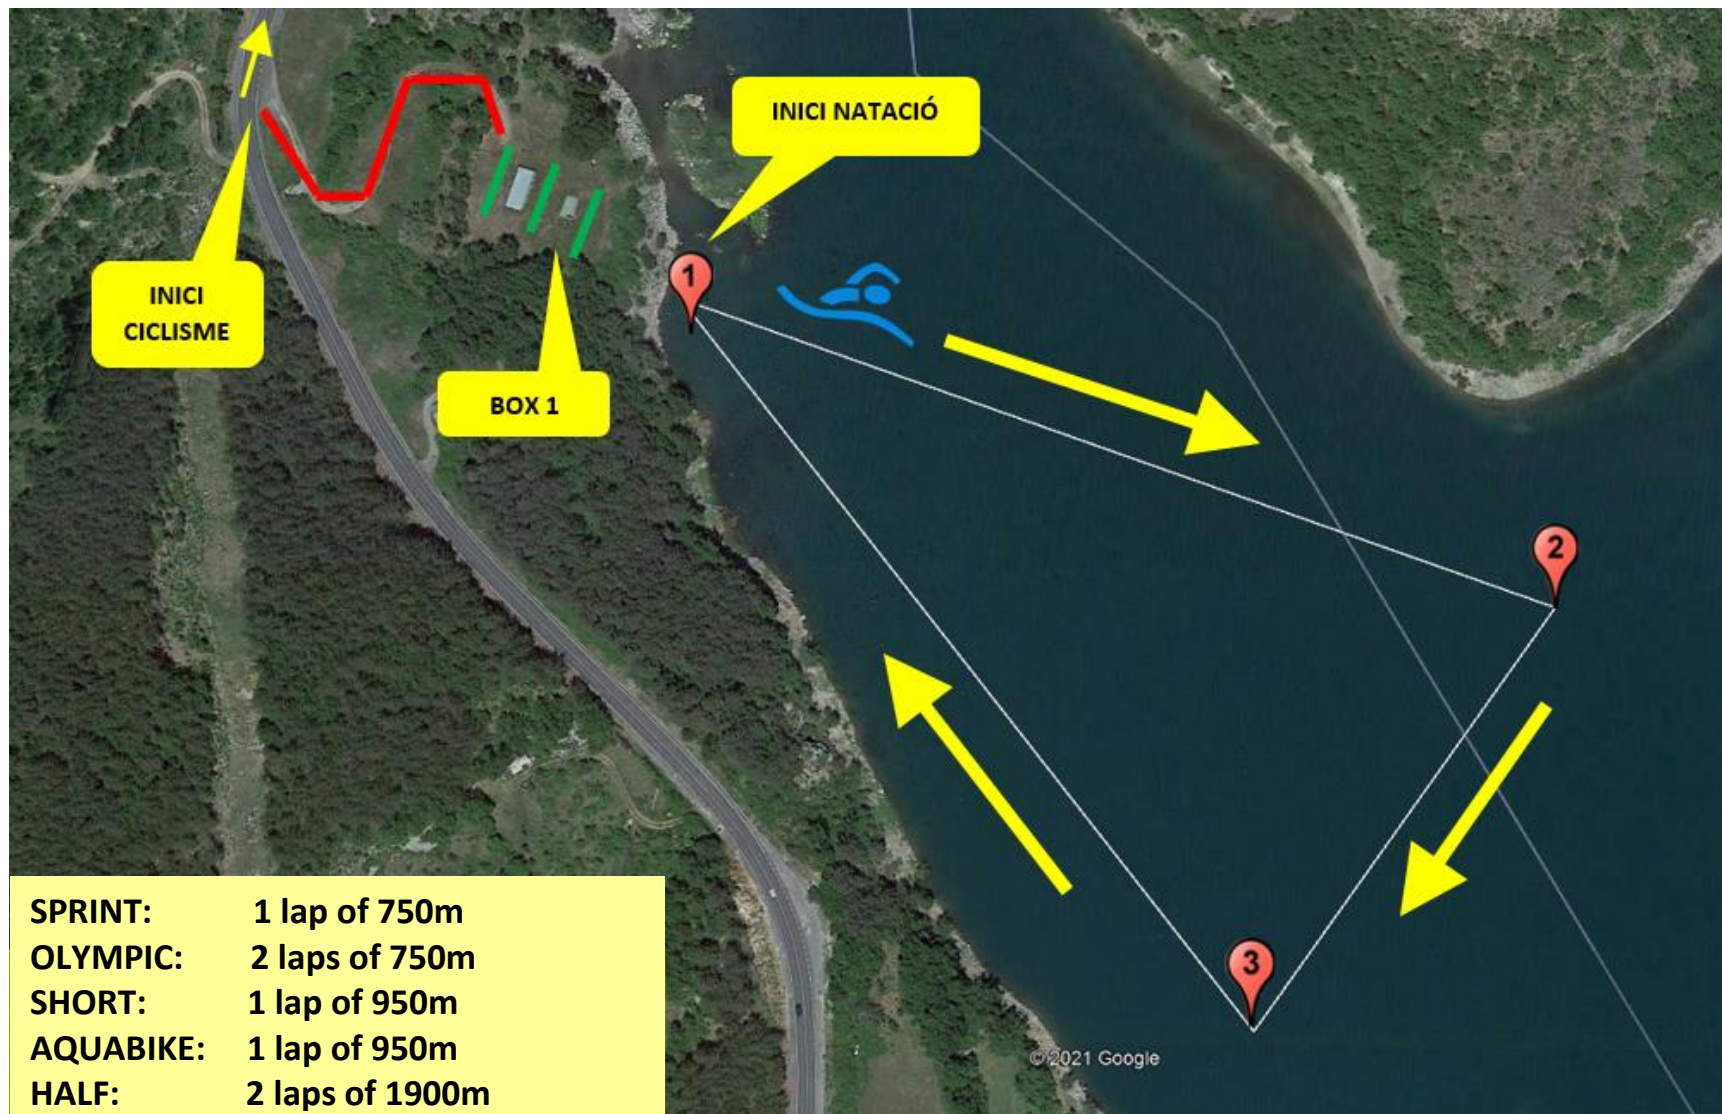 INICI NATACIÓ
1
INICI
CICLISME
BOX 1
2
3
© 2021 Google
SPRINT: 1 lap of 750m
OLYMPIC: 2 laps of 750m
SHORT: 1 lap of 950m
AQUABIKE: 1 lap of 950m
HALF: 2 laps of 1900m